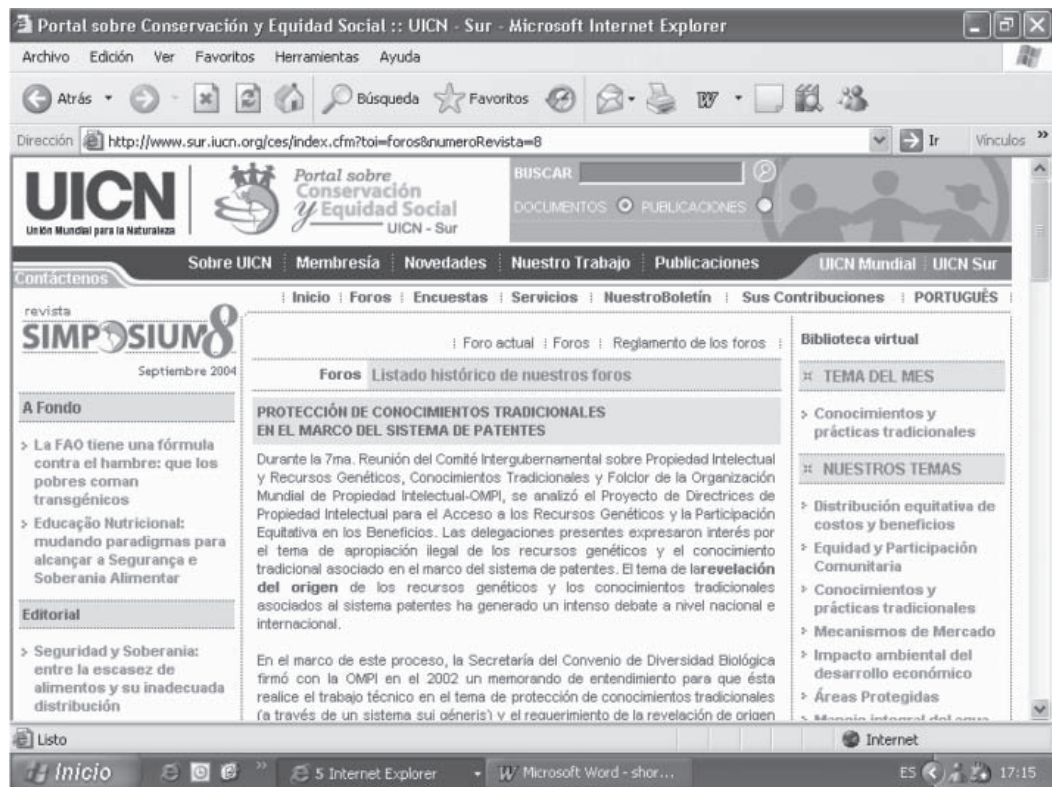 Portal sobre Conservación y Equidad Social :: UICN - Sur - Microsoft Internet Explorer
Archivo Edición Ver Favoritos Herramientas Ayuda
Atrás Búsqueda Favoritos
Dirección http://www.sur.iucn.org/ces/index.cfm?toi=foros&numeroRevista=8 Ir Vínculos »
UICN
Unión Mundial para la Naturaleza
Portal sobre
Conservación
y Equidad Social
UICN - Sur
BUSCAR
DOCUMENTOS PUBLICACIONES
Contáctenos
Sobre UICN Membresía Novedades Nuestro Trabajo Publicaciones UICN Mundial UICN Sur
Inicio Foros Encuestas Servicios NuestroBoletín Sus Contribuciones PORTUGUÊS
revista
SIMPOSIUM8
Septiembre 2004
A Fondo
> La FAO tiene una fórmula
contra el hambre: que los
pobres coman
transgénicos
> Educação Nutricional:
mudando paradigmas para
alcançar a Segurança e
Soberania Alimentar
Editorial
> Seguridad y Soberania:
entre la escasez de
alimentos y su inadecuada
distribución
Foro actual Foros Reglamento de los foros
Foros Listado histórico de nuestros foros
PROTECCIÓN DE CONOCIMIENTOS TRADICIONALES
EN EL MARCO DEL SISTEMA DE PATENTES
Durante la 7ma. Reunión del Comité Intergubernamental sobre Propiedad Intelectual
y Recursos Genéticos, Conocimientos Tradicionales y Folclor de la Organización
Mundial de Propiedad Intelectual-OMPI, se analizó el Proyecto de Directrices de
Propiedad Intelectual para el Acceso a los Recursos Genéticos y la Participación
Equitativa en los Beneficios. Las delegaciones presentes expresaron interés por
el tema de apropiación ilegal de los recursos genéticos y el conocimiento
tradicional asociado en el marco del sistema de patentes. El tema de larevelación
del origen de los recursos genéticos y los conocimientos tradicionales
asociados al sistema patentes ha generado un intenso debate a nivel nacional e
internacional.
En el marco de este proceso, la Secretaría del Convenio de Diversidad Biológica
firmó con la OMPI en el 2002 un memorando de entendimiento para que ésta
realice el trabajo técnico en el tema de protección de conocimientos tradicionales
(a través de un sistema sui géneris) y el requerimiento de la revelación de origen
Biblioteca virtual
TEMA DEL MES
> Conocimientos y
prácticas tradicionales
NUESTROS TEMAS
> Distribución equitativa de
costos y beneficios
> Equidad y Participación
Comunitaria
> Conocimientos y
prácticas tradicionales
> Mecanismos de Mercado
> Impacto ambiental del
desarrollo económico
> Áreas Protegidas
> Manejo integral del agua
Listo Internet
Inicio » 5 Internet Explorer Microsoft Word - shor... ES 17:15